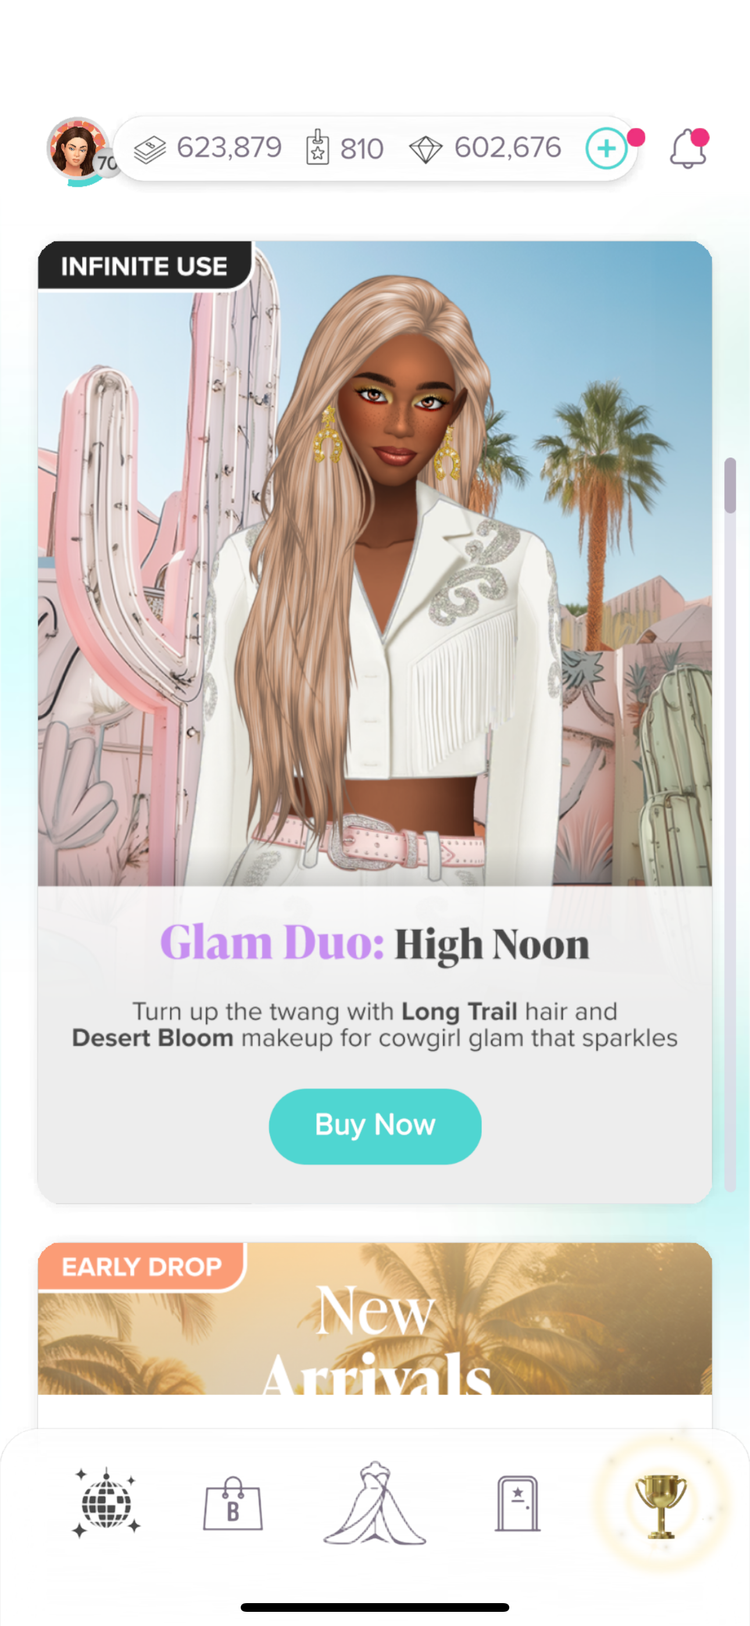 70
623,879
810
602,676
INFINITE USE
Glam Duo: High Noon
Turn up the twang with Long Trail hair and
Desert Bloom makeup for cowgirl glam that sparkles
Buy Now
EARLY DROP
New
Arrivals
B